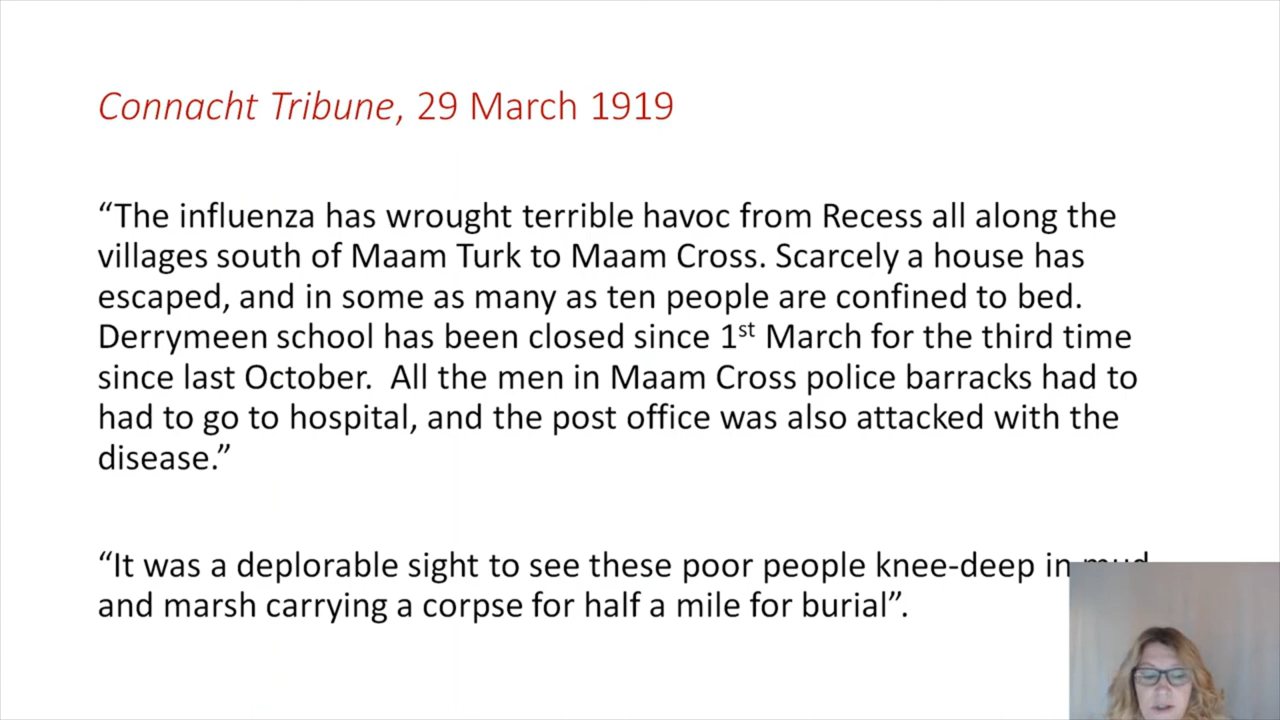 Connacht Tribune, 29 March 1919
“The influenza has wrought terrible havoc from Recess all along the
villages south of Maam Turk to Maam Cross. Scarcely a house has
escaped, and in some as many as ten people are confined to bed.
Derrymeen school has been closed since 1st March for the third time
since last October.  All the men in Maam Cross police barracks had to
had to go to hospital, and the post office was also attacked with the
disease.”
“It was a deplorable sight to see these poor people knee-deep in mud
and marsh carrying a corpse for half a mile for burial”.